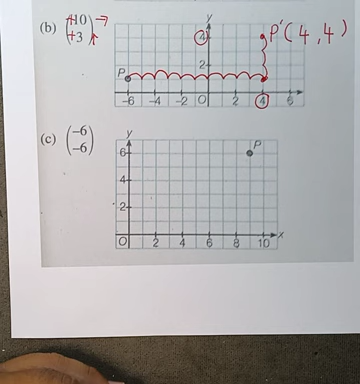 (b) (+10 +3) → ↑
y
4
P'(4,4)
2
P
-6 -4 -2 O 2 4 6
(c) (-6 -6)
y
6
P
4
2
O 2 4 6 8 10 x